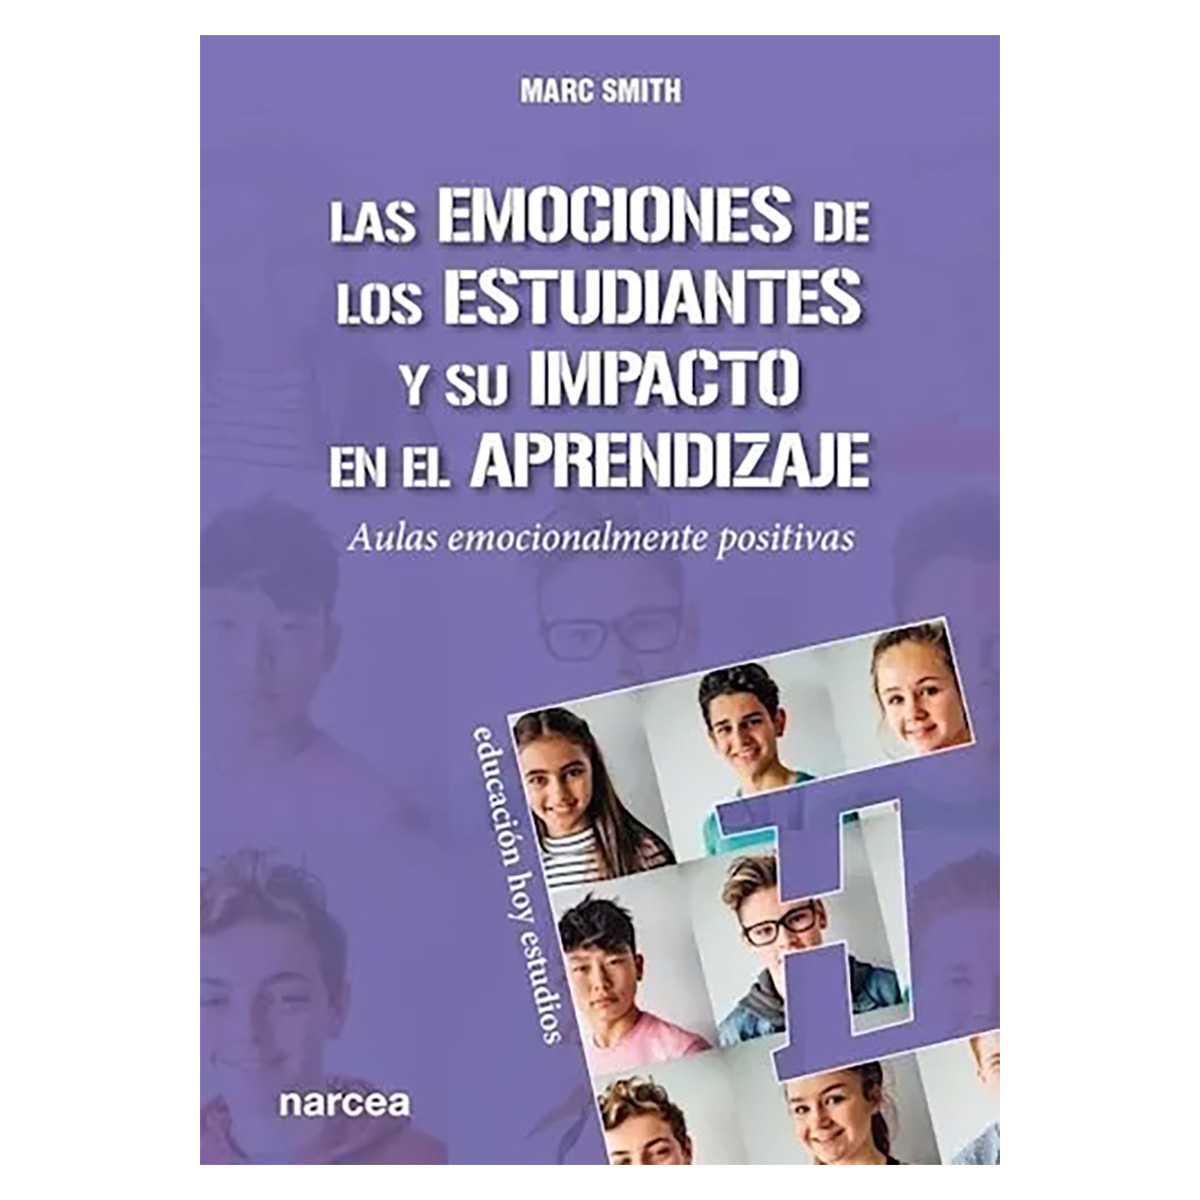 MARC SMITH
LAS EMOCIONES DE
LOS ESTUDIANTES
Y SU IMPACTO
EN EL APRENDIZAJE
Aulas emocionalmente positivas
educación hoy estudios
E
narcea